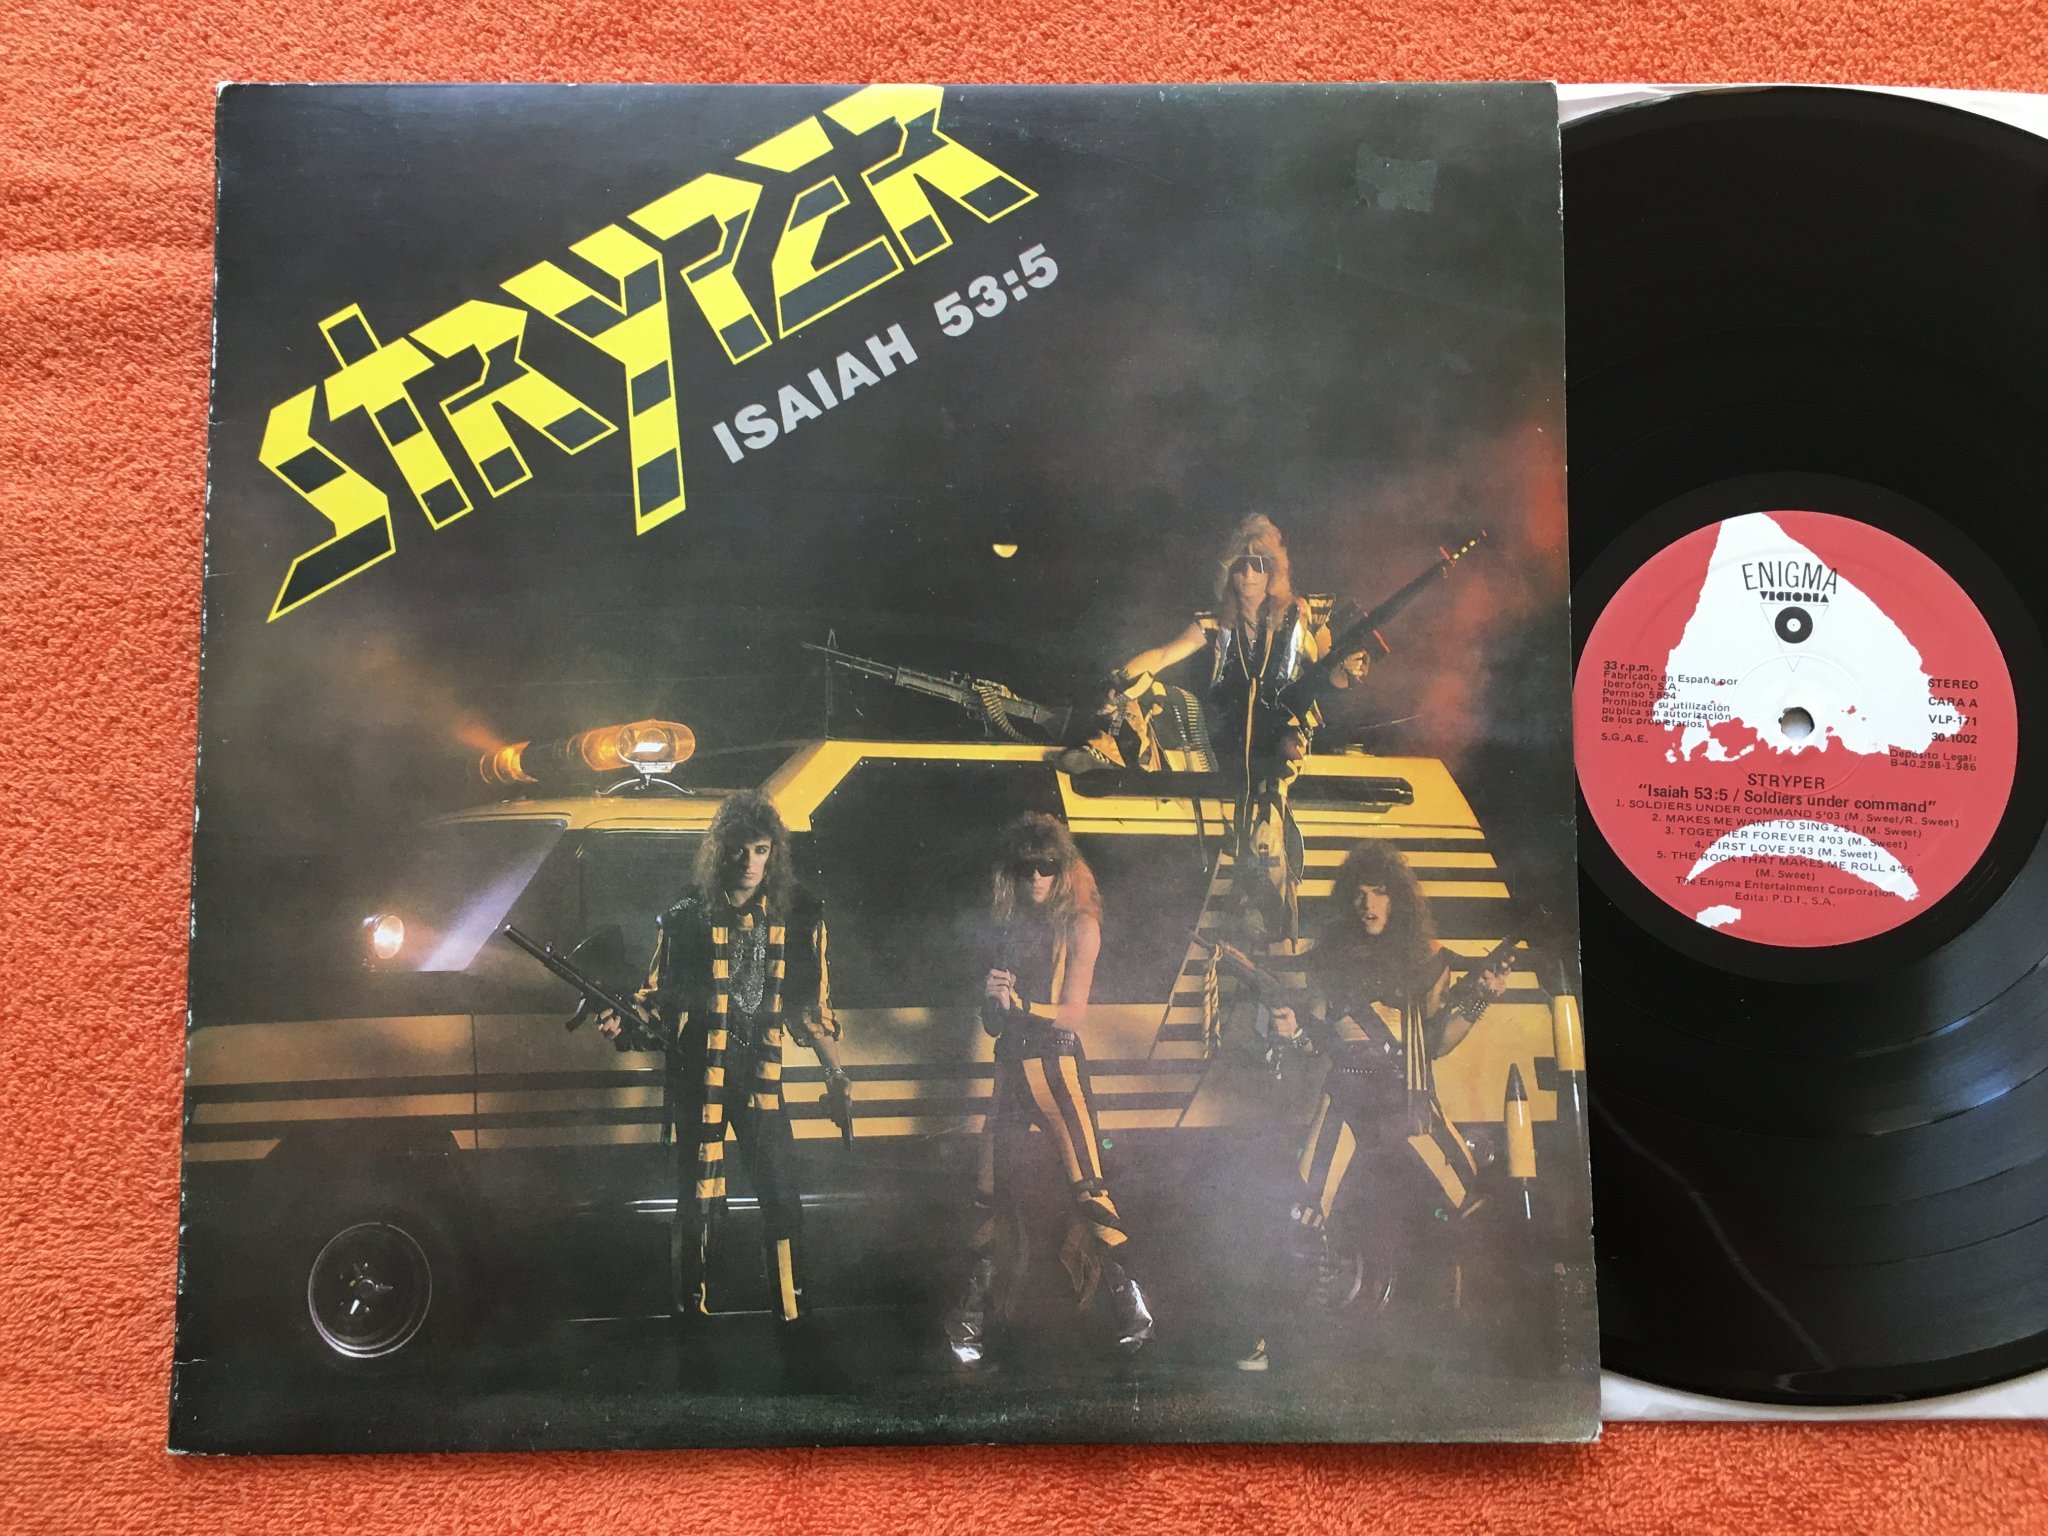 STRYPER
ISAIAH 53:5
ENIGMA
VICTORIA
33 r.p.m.
Fabricado en España por
Iberofón, S.A.
Permiso 5854
Prohibida su utilización
pública sin autorización
de los propietarios.
S.G.A.E.
STEREO
CARA A
VLP-171
30.1002
Depósito Legal:
B-40.298-1.986
STRYPER
"Isaiah 53:5 / Soldiers under command"
1. SOLDIERS UNDER COMMAND 5'03 (M. Sweel/R. Sweet)
2. MAKES ME WANT TO SING 2'51 (M. Sweet)
3. TOGETHER FOREVER 4'03 (M. Sweet)
4. FIRST LOVE 5'43 (M. Sweet)
5. THE ROCK THAT MAKES ME ROLL 4'56
(M. Sweet)
The Enigma Entertainment Corporation
Edita: P.D.I., S.A.